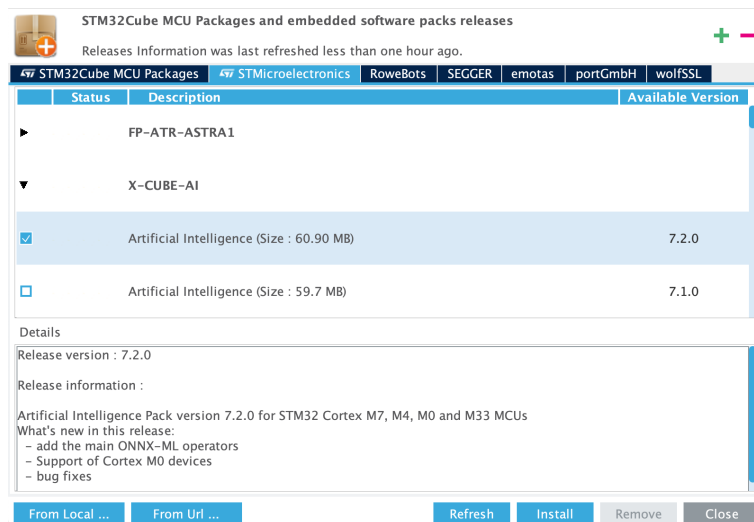 STM32Cube MCU Packages and embedded software packs releases
Releases Information was last refreshed less than one hour ago.
STM32Cube MCU Packages STMicroelectronics RoweBots SEGGER emotas portGmbH wolfSSL
Status Description Available Version
FP-ATR-ASTRA1
X-CUBE-AI
Artificial Intelligence (Size : 60.90 MB) 7.2.0
Artificial Intelligence (Size : 59.7 MB) 7.1.0
Details
Release version : 7.2.0
Release information :
Artificial Intelligence Pack version 7.2.0 for STM32 Cortex M7, M4, M0 and M33 MCUs
What's new in this release:
– add the main ONNX-ML operators
– Support of Cortex M0 devices
– bug fixes
From Local ... From Url ... Refresh Install Remove Close